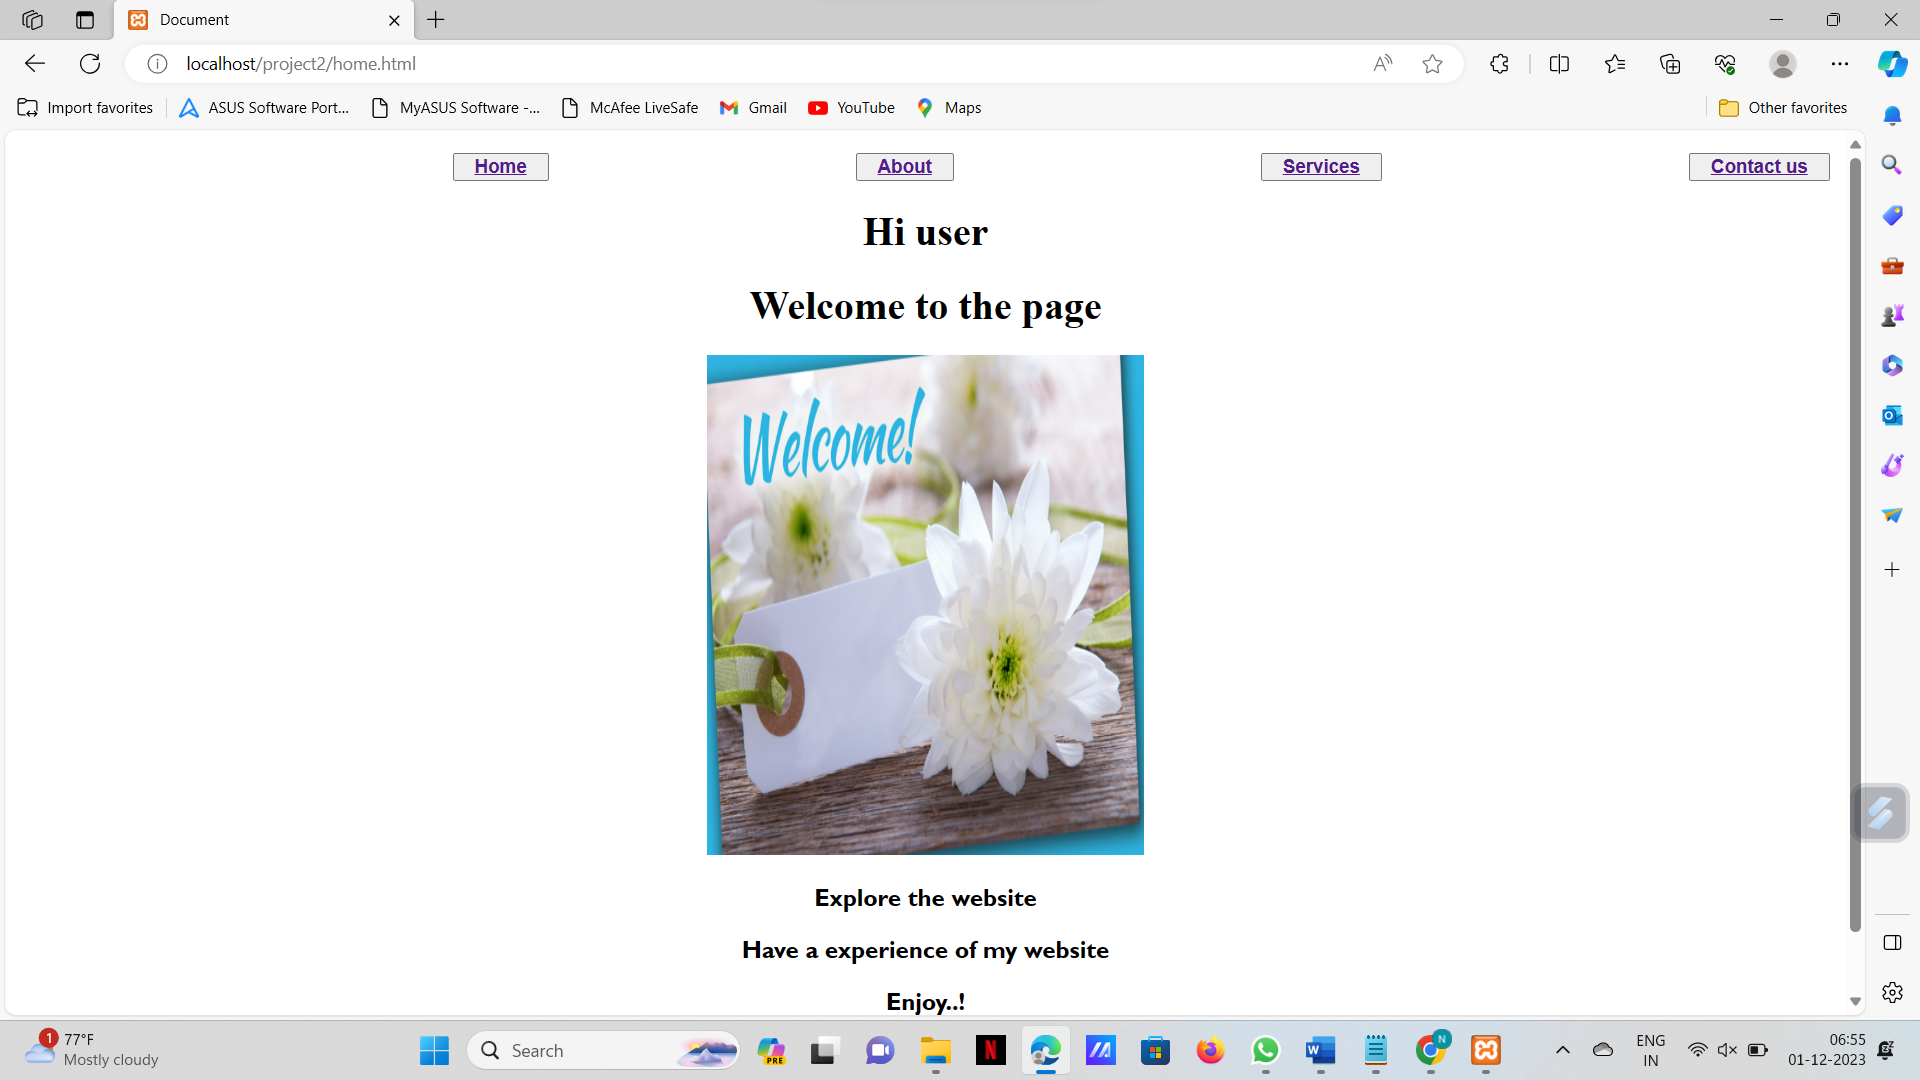 Document
localhost/project2/home.html
Import favorites ASUS Software Port... MyASUS Software -... McAfee LiveSafe Gmail YouTube Maps Other favorites
Home About Services Contact us
Hi user
Welcome to the page
Welcome!
Explore the website
Have a experience of my website
Enjoy..!
1 77°F
Mostly cloudy
Search
PRE
N
W
N
ENG
IN
06:55
01-12-2023